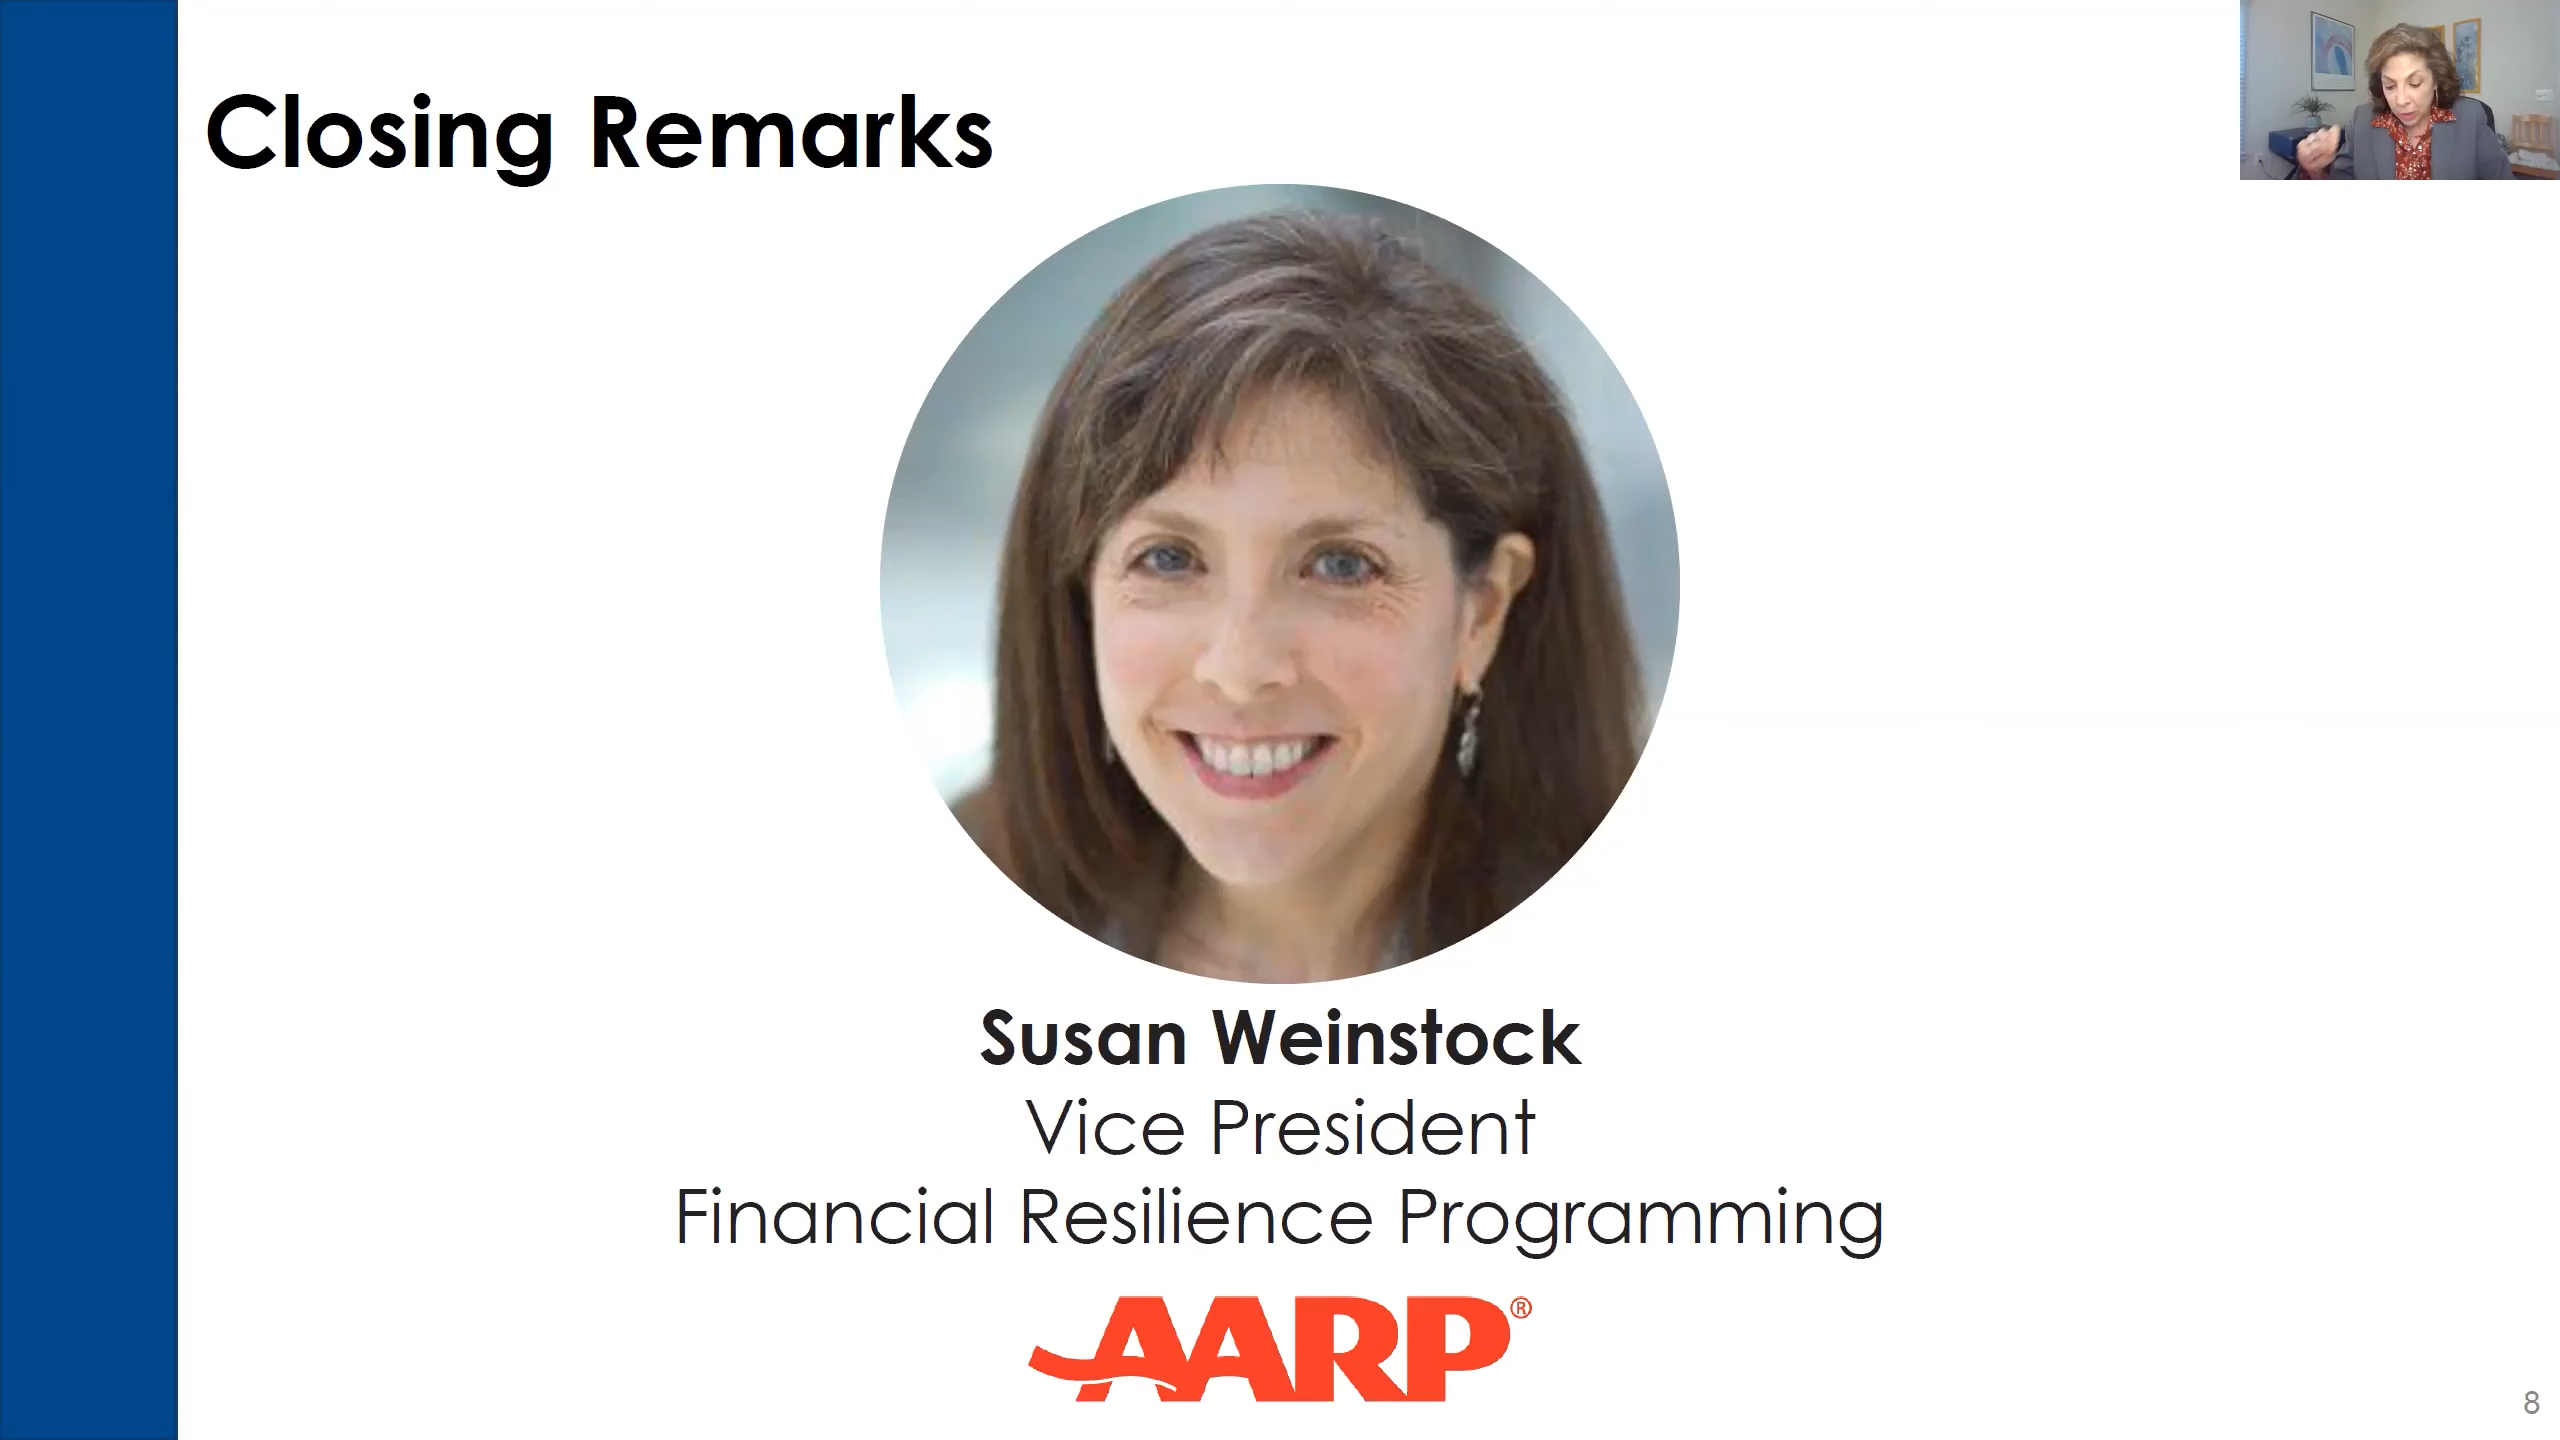 Closing Remarks
Susan Weinstock
Vice President
Financial Resilience Programming
AARP®
8